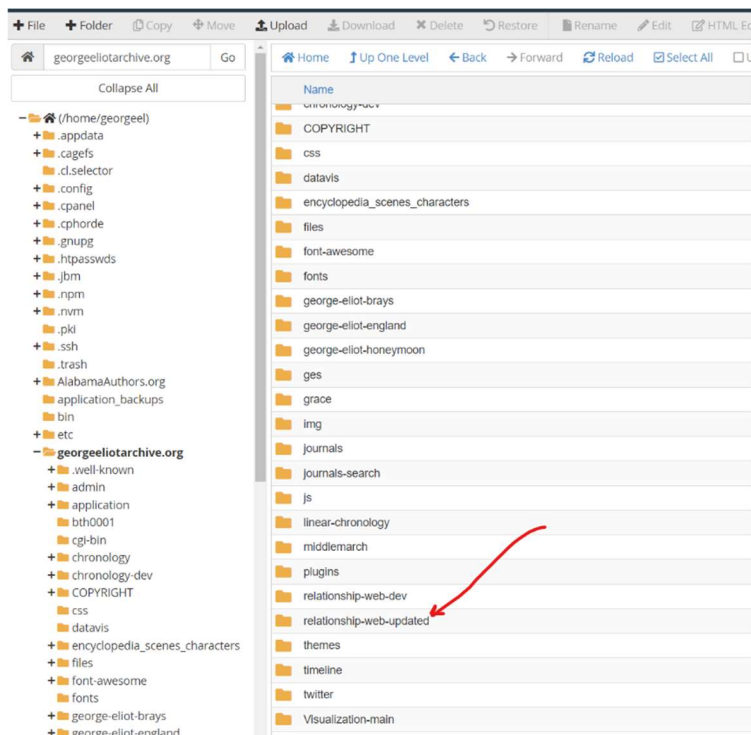 File Folder Copy Move Upload Download Delete Restore Rename Edit
georgeeliotarchive.org Go
Collapse All
(/home/georgeel)
.appdata
.cagefs
.cl.selector
.config
.cpanel
.cphorde
.gnupg
.htpasswds
.jbm
.npm
.nvm
.pki
.ssh
.trash
AlabamaAuthors.org
application_backups
bin
etc
georgeeliotarchive.org
.well-known
admin
application
bth0001
cgi-bin
chronology
chronology-dev
COPYRIGHT
css
datavis
encyclopedia_scenes_characters
files
font-awesome
fonts
george-eliot-brays
george-eliot-england
Home Up One Level Back Forward Reload Select All
Name
chronology-dev
COPYRIGHT
css
datavis
encyclopedia_scenes_characters
files
font-awesome
fonts
george-eliot-brays
george-eliot-england
george-eliot-honeymoon
ges
grace
img
journals
journals-search
js
linear-chronology
middlemarch
plugins
relationship-web-dev
relationship-web-updated
themes
timeline
twitter
Visualization-main